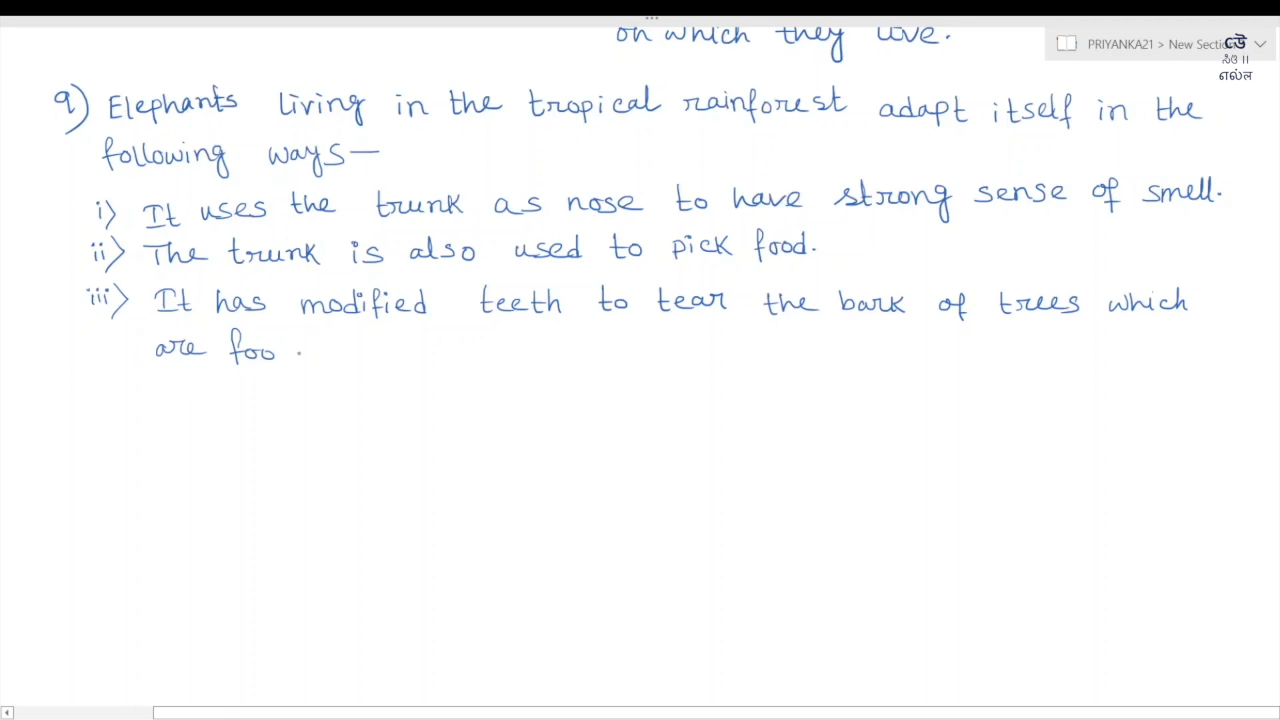 on which they live.
PRIYANKA21 > New Section
9) Elephants living in the tropical rainforest adapt itself in the
following ways—
i) It uses the trunk as nose to have strong sense of smell.
ii) The trunk is also used to pick food.
iii) It has modified teeth to tear the bark of trees which
are foo